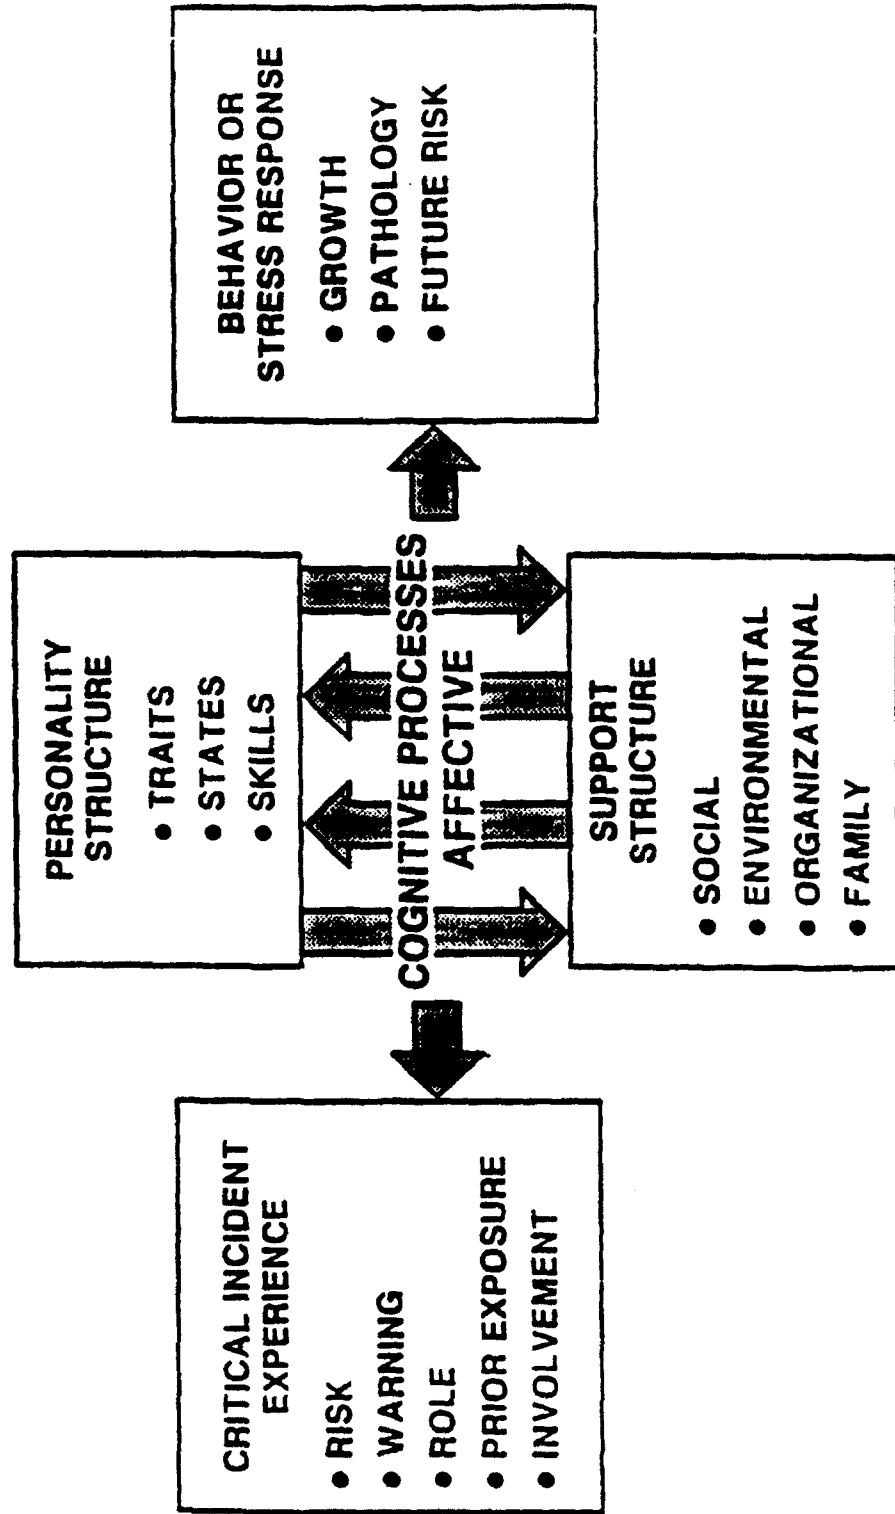 CRITICAL INCIDENT
EXPERIENCE
● RISK
● WARNING
● ROLE
● PRIOR EXPOSURE
● INVOLVEMENT
PERSONALITY
STRUCTURE
● TRAITS
● STATES
● SKILLS
COGNITIVE PROCESSES
AFFECTIVE
SUPPORT
STRUCTURE
● SOCIAL
● ENVIRONMENTAL
● ORGANIZATIONAL
● FAMILY
BEHAVIOR OR
STRESS RESPONSE
● GROWTH
● PATHOLOGY
● FUTURE RISK